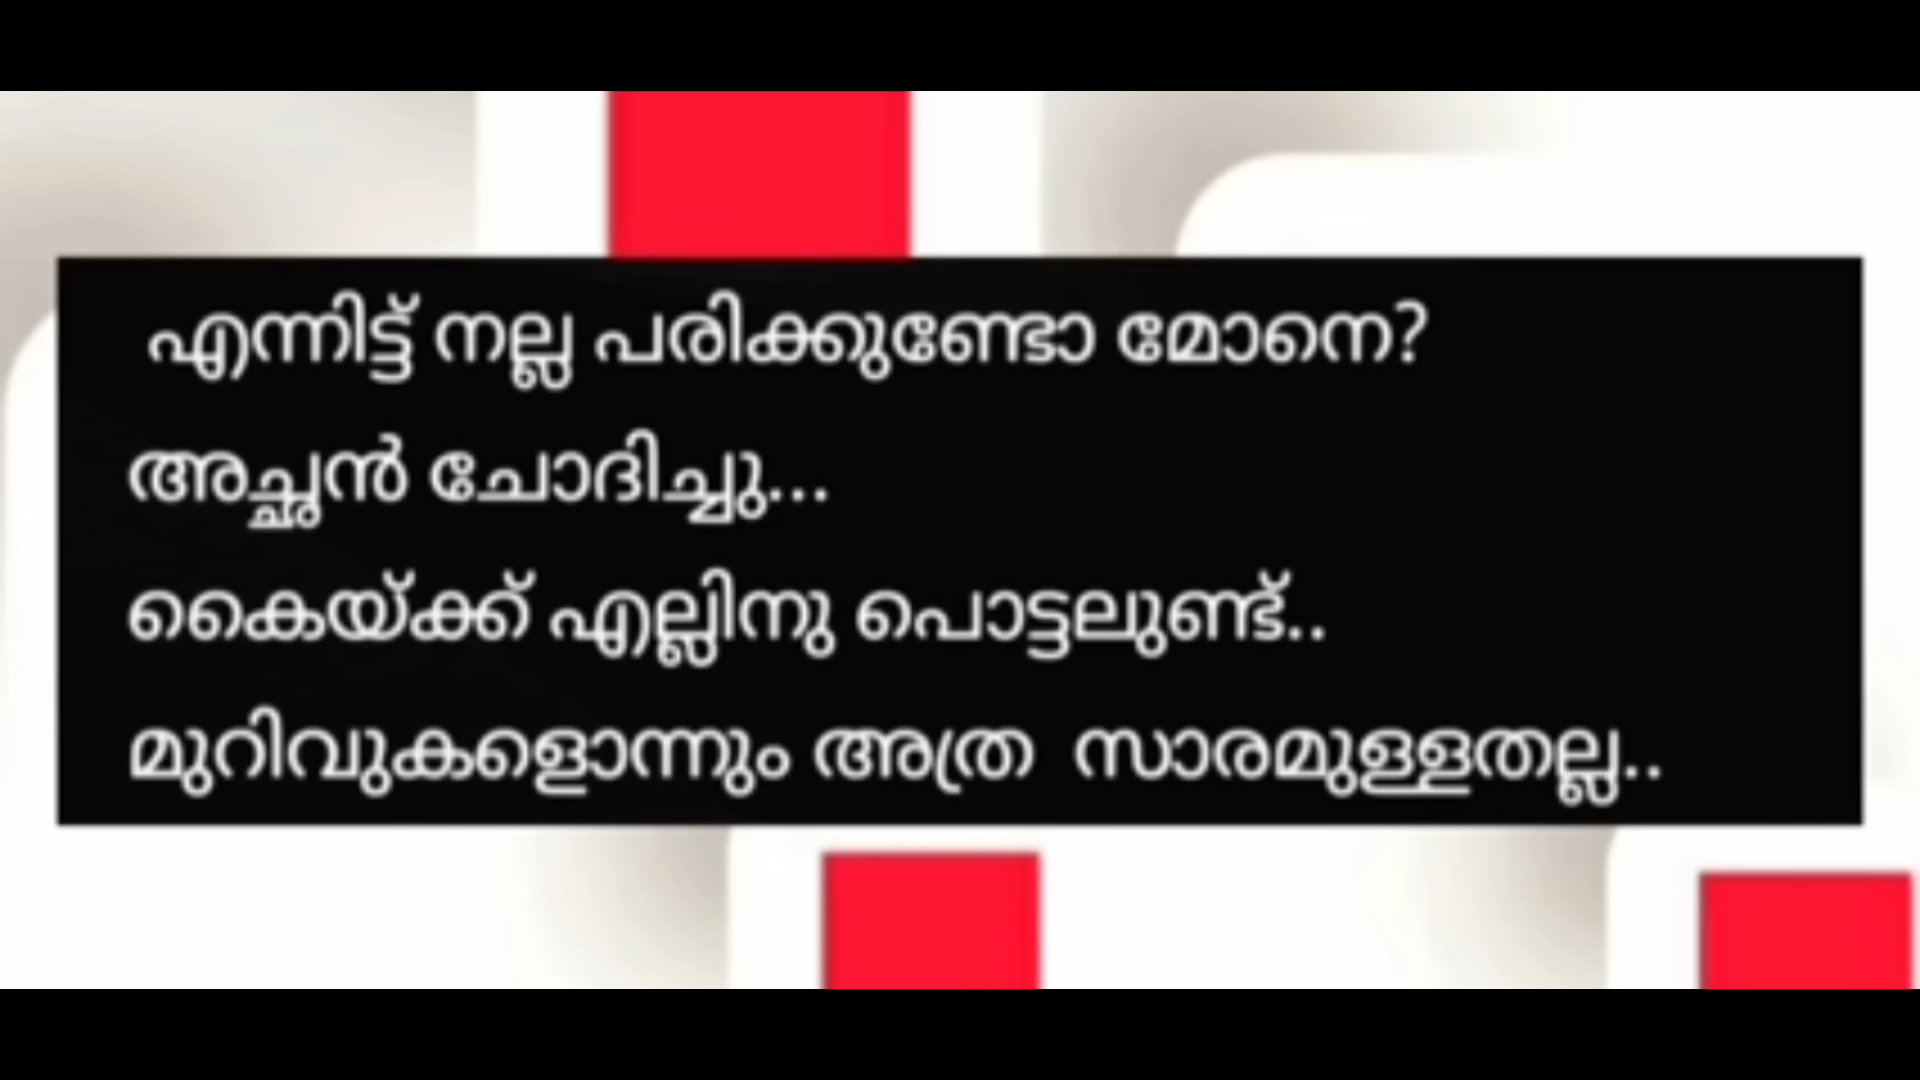 എന്നിട്ട് നല്ല പരിക്കുണ്ടോ മോനെ?
അച്ഛൻ ചോദിച്ചു...
കൈയ്ക്ക് എല്ലിനു പൊട്ടലുണ്ട്..
മുറിവുകളൊന്നും അത്ര  സാരമുള്ളതല്ല..